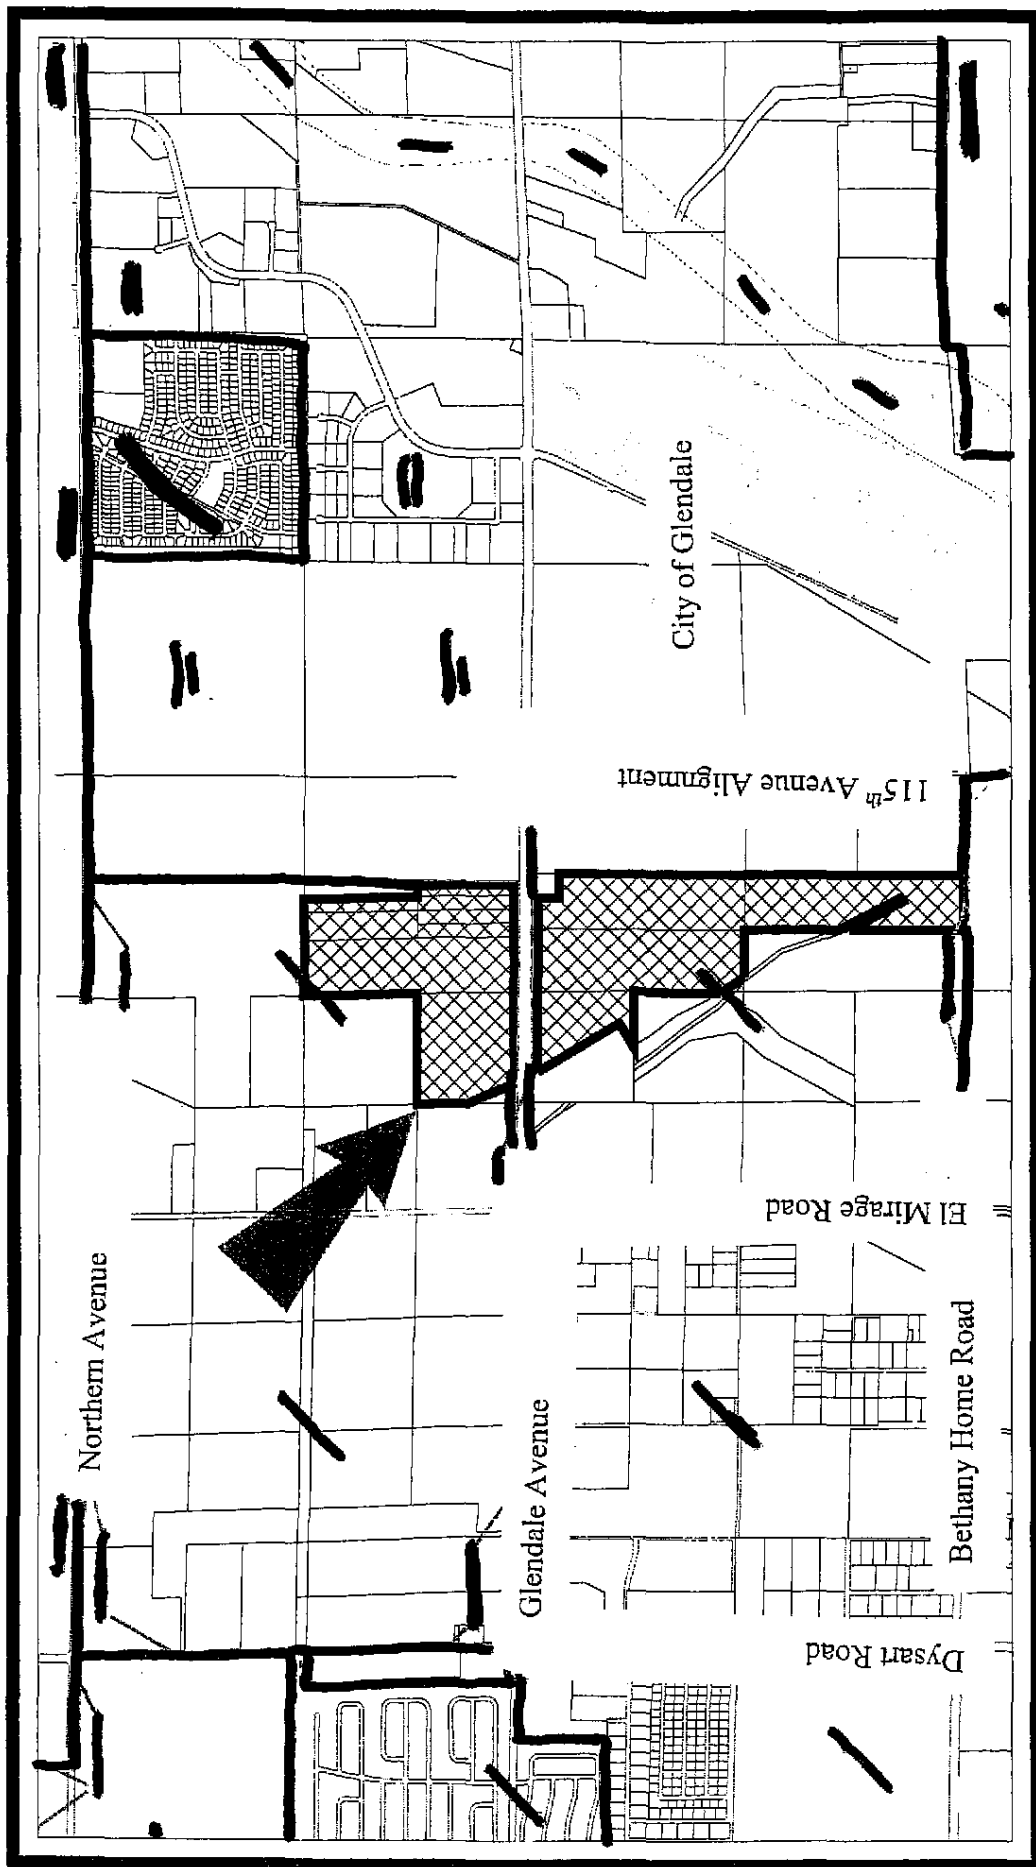 Northern Avenue
Glendale Avenue
Bethany Home Road
Dysart Road
El Mirage Road
115th Avenue Alignment
City of Glendale